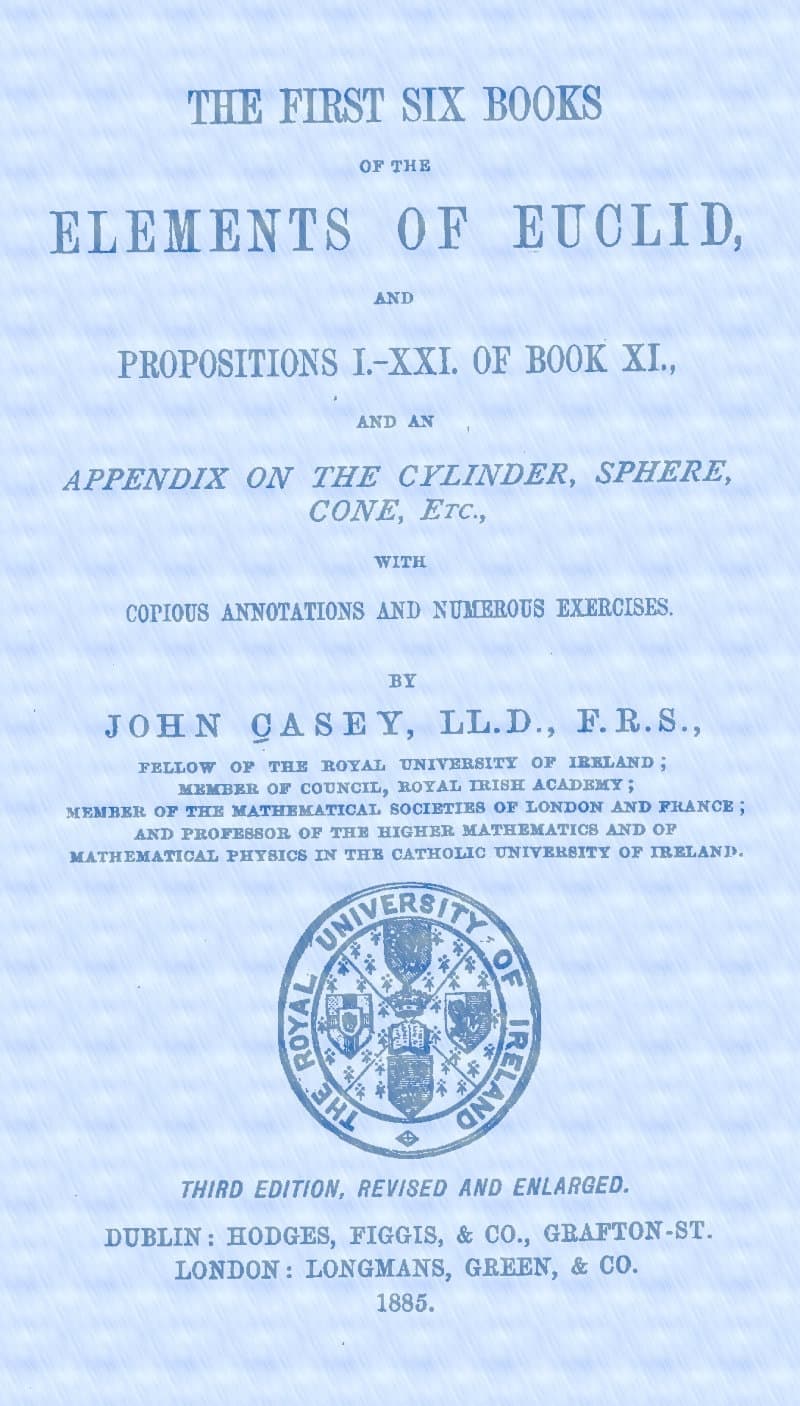 THE FIRST SIX BOOKS
OF THE
ELEMENTS OF EUCLID,
AND
PROPOSITIONS I.-XXI. OF BOOK XI.,
AND AN
APPENDIX ON THE CYLINDER, SPHERE,
CONE, ETC.,
WITH
COPIOUS ANNOTATIONS AND NUMEROUS EXERCISES.
BY
JOHN CASEY, LL.D., F.R.S.,
FELLOW OF THE ROYAL UNIVERSITY OF IRELAND;
MEMBER OF COUNCIL, ROYAL IRISH ACADEMY;
MEMBER OF THE MATHEMATICAL SOCIETIES OF LONDON AND FRANCE;
AND PROFESSOR OF THE HIGHER MATHEMATICS AND OF
MATHEMATICAL PHYSICS IN THE CATHOLIC UNIVERSITY OF IRELAND.
THE ROYAL UNIVERSITY OF IRELAND
THIRD EDITION, REVISED AND ENLARGED.
DUBLIN: HODGES, FIGGIS, & CO., GRAFTON-ST.
LONDON: LONGMANS, GREEN, & CO.
1885.